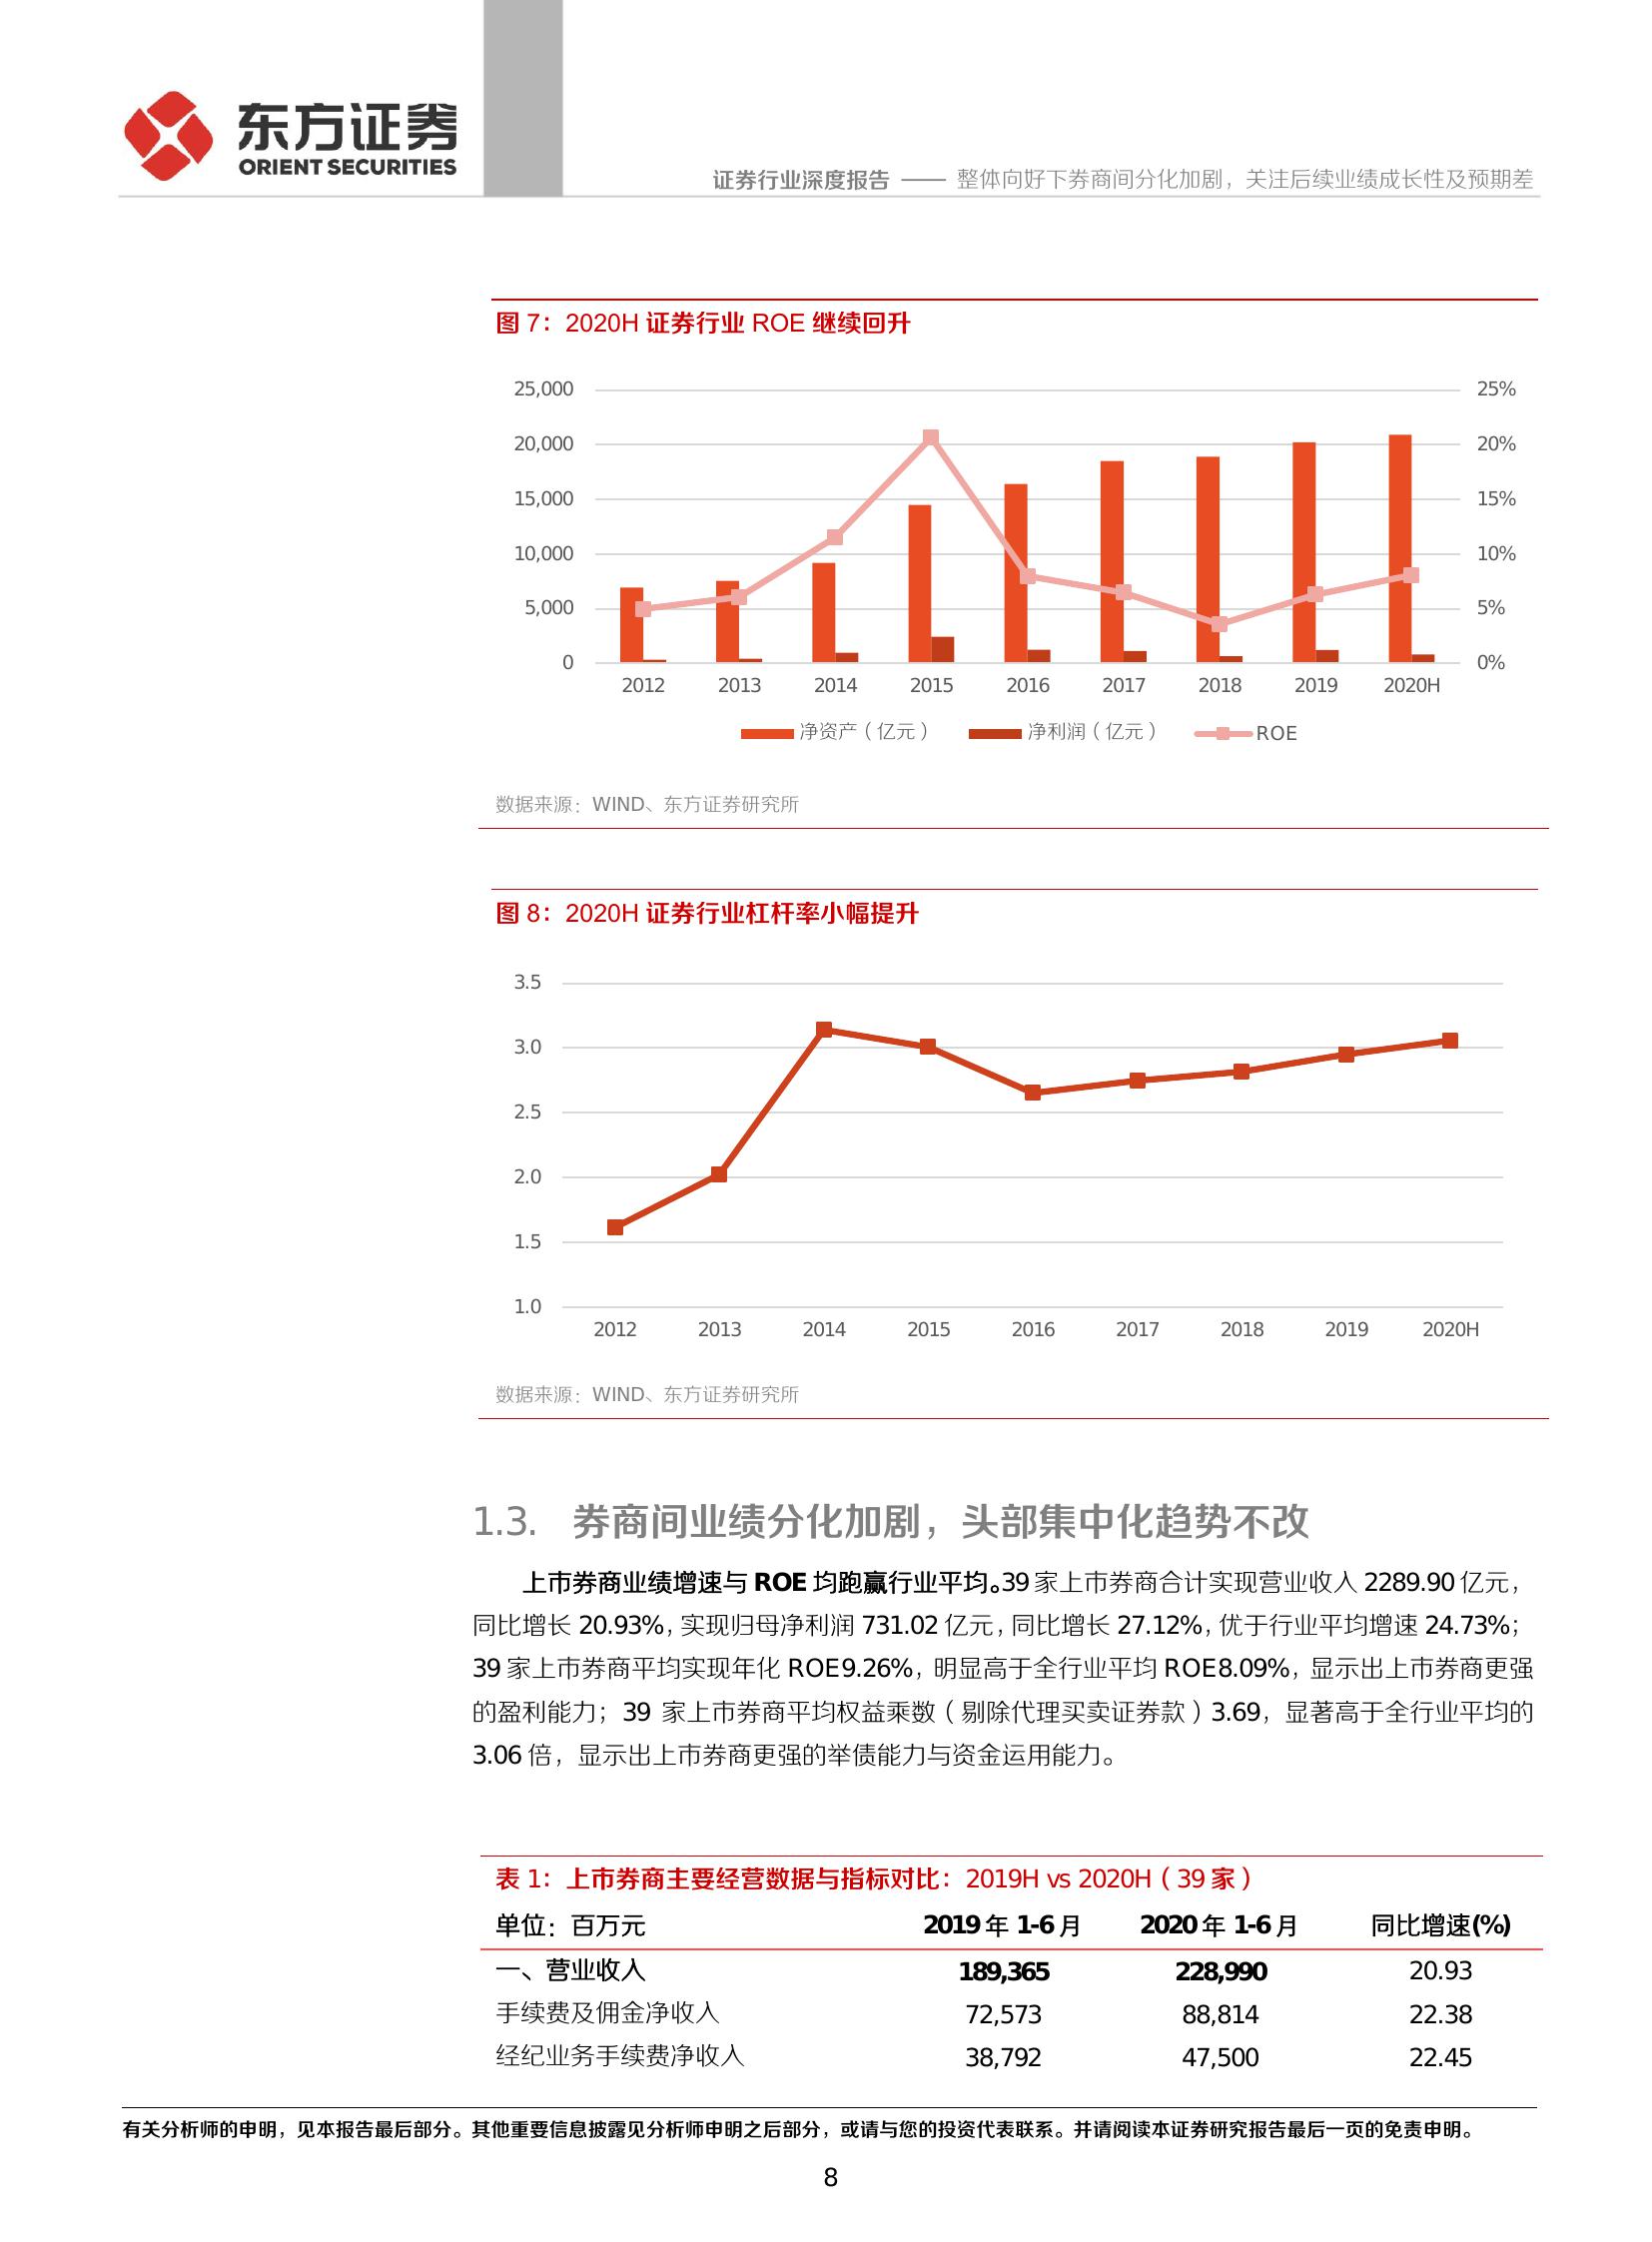 东方证券
ORIENT SECURITIES
证券行业深度报告 —— 整体向好下券商间分化加剧，关注后续业绩成长性及预期差
图 7：2020H 证券行业 ROE 继续回升
25,000
20,000
15,000
10,000
5,000
0
25%
20%
15%
10%
5%
0%
2012 2013 2014 2015 2016 2017 2018 2019 2020H
净资产（亿元） 净利润（亿元） ROE
数据来源：WIND、东方证券研究所
图 8：2020H 证券行业杠杆率小幅提升
3.5
3.0
2.5
2.0
1.5
1.0
2012 2013 2014 2015 2016 2017 2018 2019 2020H
数据来源：WIND、东方证券研究所
1.3. 券商间业绩分化加剧，头部集中化趋势不改
上市券商业绩增速与 ROE 均跑赢行业平均。39 家上市券商合计实现营业收入 2289.90 亿元，
同比增长 20.93%，实现归母净利润 731.02 亿元，同比增长 27.12%，优于行业平均增速 24.73%；
39 家上市券商平均实现年化 ROE9.26%，明显高于全行业平均 ROE8.09%，显示出上市券商更强
的盈利能力；39 家上市券商平均权益乘数（剔除代理买卖证券款）3.69，显著高于全行业平均的
3.06 倍，显示出上市券商更强的举债能力与资金运用能力。
表 1：上市券商主要经营数据与指标对比：2019H vs 2020H（39 家）
单位：百万元 2019 年 1-6 月 2020 年 1-6 月 同比增速(%)
一、营业收入 189,365 228,990 20.93
手续费及佣金净收入 72,573 88,814 22.38
经纪业务手续费净收入 38,792 47,500 22.45
有关分析师的申明，见本报告最后部分。其他重要信息披露见分析师申明之后部分，或请与您的投资代表联系。并请阅读本证券研究报告最后一页的免责申明。
8